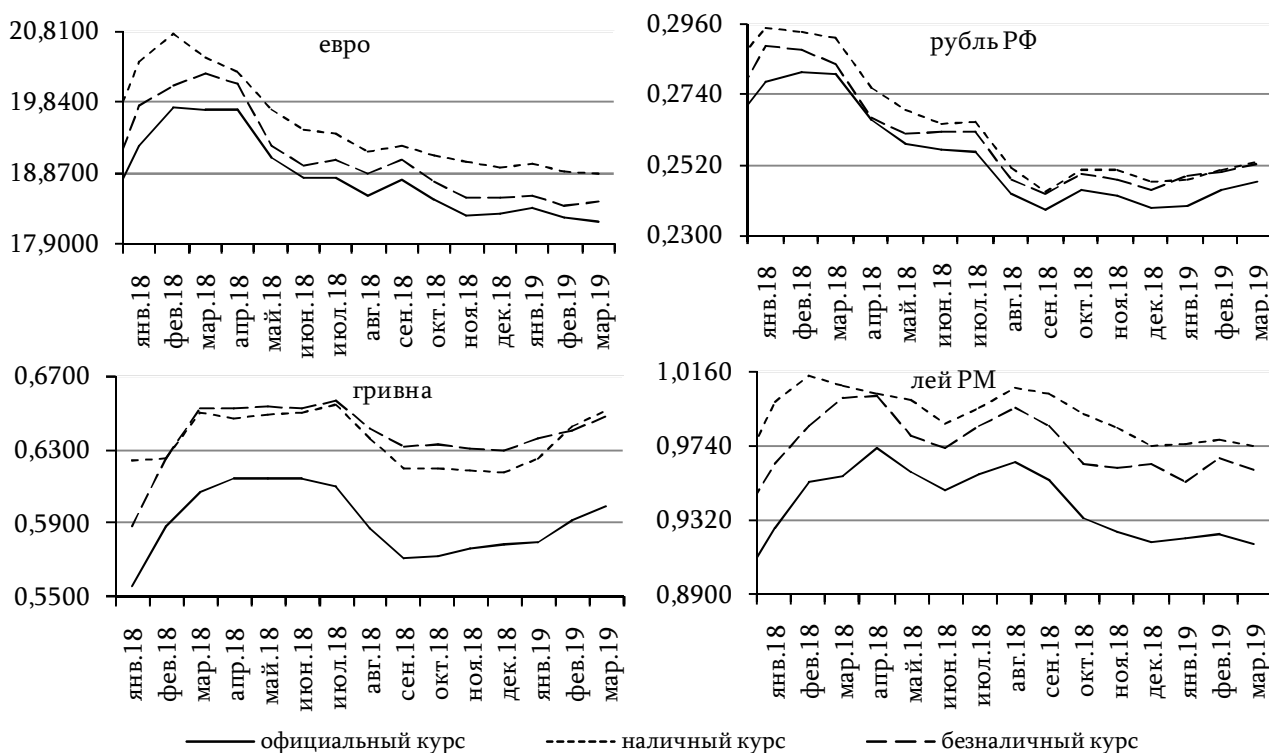 евро
20,8100
19,8400
18,8700
17,9000
янв.18
фев.18
мар.18
апр.18
май.18
июн.18
июл.18
авг.18
сен.18
окт.18
ноя.18
дек.18
янв.19
фев.19
мар.19
рубль РФ
0,2960
0,2740
0,2520
0,2300
янв.18
фев.18
мар.18
апр.18
май.18
июн.18
июл.18
авг.18
сен.18
окт.18
ноя.18
дек.18
янв.19
фев.19
мар.19
гривна
0,6700
0,6300
0,5900
0,5500
янв.18
фев.18
мар.18
апр.18
май.18
июн.18
июл.18
авг.18
сен.18
окт.18
ноя.18
дек.18
янв.19
фев.19
мар.19
лей РМ
1,0160
0,9740
0,9320
0,8900
янв.18
фев.18
мар.18
апр.18
май.18
июн.18
июл.18
авг.18
сен.18
окт.18
ноя.18
дек.18
янв.19
фев.19
мар.19
официальный курс
наличный курс
безналичный курс